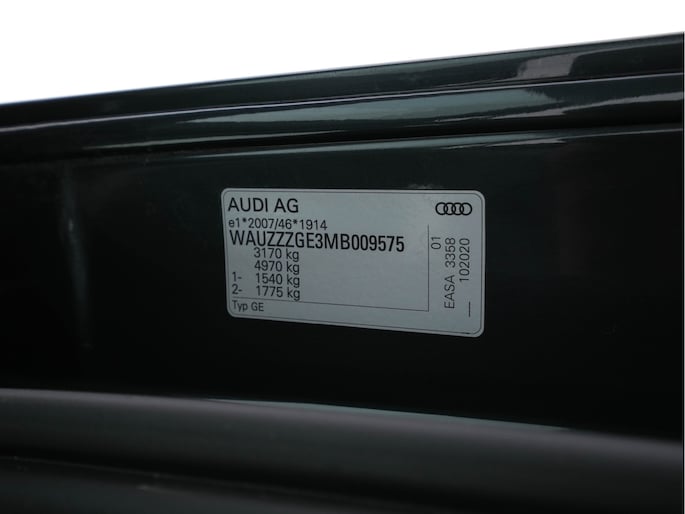 AUDI AG
e1*2007/46*1914
WAUZZZGE3MB009575
3170 kg
4970 kg
1- 1540 kg
2- 1775 kg
Typ GE
EASA 3358 01
102020